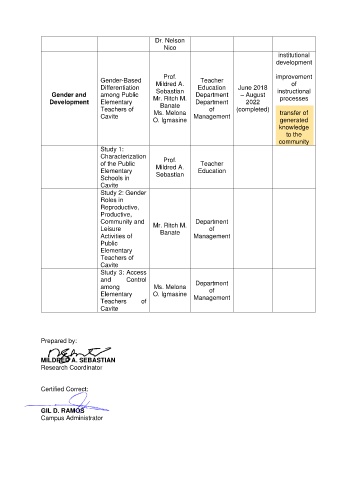 Dr. Nelson
Nico
Gender and
Development
Gender-Based
Differentiation
among Public
Elementary
Teachers of
Cavite
Prof.
Mildred A.
Sebastian
Mr. Ritch M.
Banate
Ms. Melona
O. Igmasine
Teacher
Education
Department
Department
of
Management
June 2018
– August
2022
(completed)
institutional
development
improvement
of
instructional
processes
transfer of
generated
knowledge
to the
community
Study 1:
Characterization
of the Public
Elementary
Schools in
Cavite
Prof.
Mildred A.
Sebastian
Teacher
Education
Study 2: Gender
Roles in
Reproductive,
Productive,
Community and
Leisure
Activities of
Public
Elementary
Teachers of
Cavite
Mr. Ritch M.
Banate
Department
of
Management
Study 3: Access
and Control
among
Elementary
Teachers of
Cavite
Ms. Melona
O. Igmasine
Department
of
Management
Prepared by:
MILDRED A. SEBASTIAN
Research Coordinator
Certified Correct:
GIL D. RAMOS
Campus Administrator